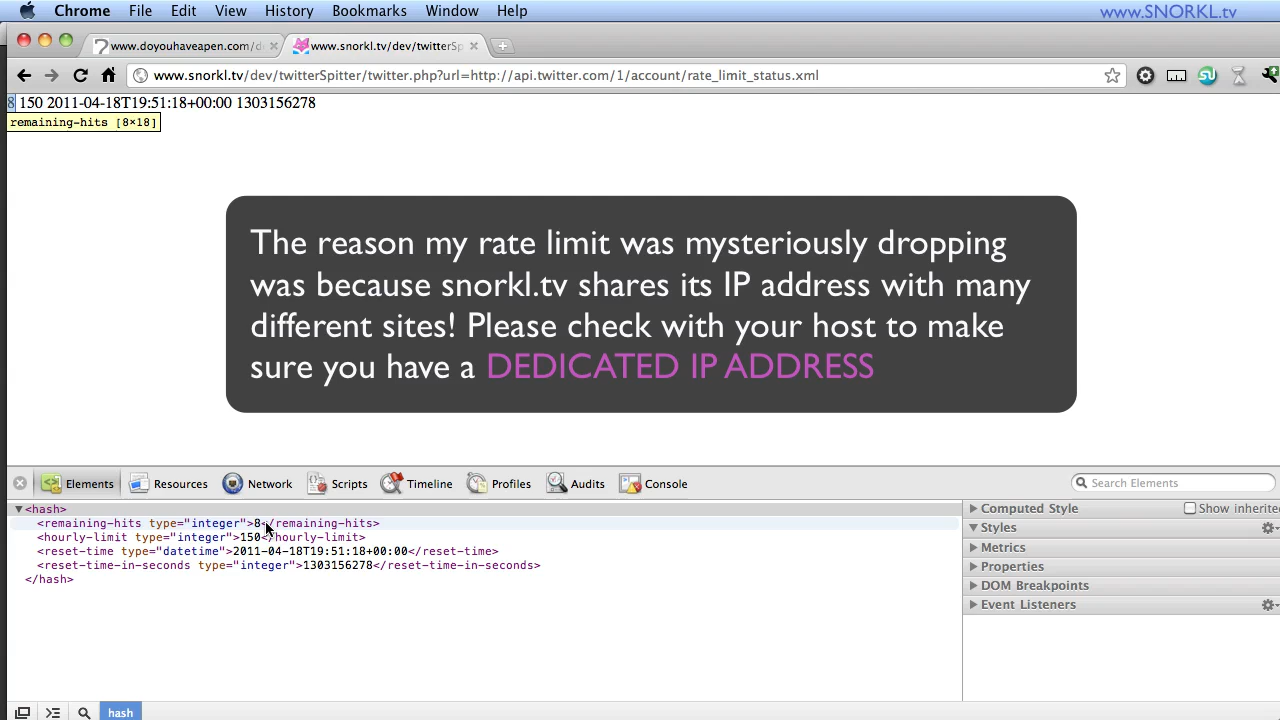 Chrome File Edit View History Bookmarks Window Help www.SNORKL.tv
www.doyouhaveapen.com/d www.snorkl.tv/dev/twitterSp
www.snorkl.tv/dev/twitterSpitter/twitter.php?url=http://api.twitter.com/1/account/rate_limit_status.xml
8 150 2011-04-18T19:51:18+00:00 1303156278
remaining-hits [8×18]
The reason my rate limit was mysteriously dropping
was because snorkl.tv shares its IP address with many
different sites! Please check with your host to make
sure you have a DEDICATED IP ADDRESS
Elements Resources Network Scripts Timeline Profiles Audits Console Search Elements
<hash>
<remaining-hits type="integer">8</remaining-hits>
<hourly-limit type="integer">150</hourly-limit>
<reset-time type="datetime">2011-04-18T19:51:18+00:00</reset-time>
<reset-time-in-seconds type="integer">1303156278</reset-time-in-seconds>
</hash>
Computed Style Show inherite
Styles
Metrics
Properties
DOM Breakpoints
Event Listeners
hash